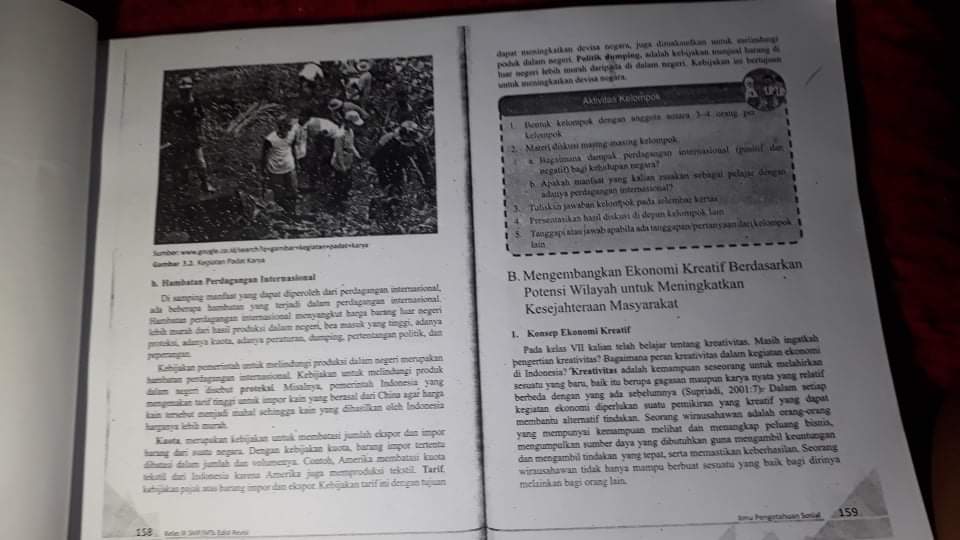 Sumber: www.google.co.id/search?q=gambar+kegiatan+padat+karya
Gambar 3.2. Kegiatan Padat Karya
h. Hambatan Perdagangan Internasional
Di samping manfaat yang dapat diperoleh dari perdagangan internasional,
ada beberapa hambatan yang terjadi dalam perdagangan internasional.
Hambatan perdagangan internasional menyangkut harga barang luar negeri
lebih murah dari hasil produksi dalam negeri, bea masuk yang tinggi, adanya
proteksi, adanya kuota, adanya peraturan, dumping, pertentangan politik, dan
peperangan.
Kebijakan pemerintah untuk melindungi produksi dalam negeri merupakan
hambatan perdagangan internasional. Kebijakan untuk melindungi produk
dalam negeri disebut proteksi. Misalnya, pemerintah Indonesia yang
mengenakan tarif tinggi untuk impor kain yang berasal dari China agar harga
kain tersebut menjadi mahal sehingga kain yang dihasilkan oleh Indonesia
harganya lebih murah.
Kuota, merupakan kebijakan untuk membatasi jumlah ekspor dan impor
barang dari suatu negara. Dengan kebijakan kuota, barang impor tertentu
dibatasi dalam jumlah dan volumenya. Contoh, Amerika membatasi kuota
tekstil dari Indonesia karena Amerika juga memproduksi tekstil. Tarif,
kebijakan pajak atas barang impor dan ekspor. Kebijakan tarif ini dengan tujuan
158 Kelas IX SMP/MTs Edisi Revisi
dapat meningkatkan devisa negara, juga dimaksudkan untuk melindungi
poduk dalam negeri. Politik dumping, adalah kebijakan menjual barang di
luar negeri lebih murah daripada di dalam negeri. Kebijakan ini bertujuan
untuk meningkatkan devisa negara.
Aktivitas Kelompok
1. Bentuk kelompok dengan anggota antara 3-4 orang per
kelompok
2. Materi diskusi masing-masing kelompok
a. Bagaimana dampak perdagangan internasional (positif dan
negatif) bagi kehidupan negara?
b. Apakah manfaat yang kalian rasakan sebagai pelajar dengan
adanya perdagangan internasional?
3. Tuliskan jawaban kelompok pada selembar kertas
4. Presentasikan hasil diskusi di depan kelompok lain
5. Tanggapi atau jawab apabila ada tanggapan/pertanyaan dari kelompok
lain
B. Mengembangkan Ekonomi Kreatif Berdasarkan
Potensi Wilayah untuk Meningkatkan
Kesejahteraan Masyarakat
1. Konsep Ekonomi Kreatif
Pada kelas VII kalian telah belajar tentang kreativitas. Masih ingatkah
pengertian kreativitas? Bagaimana peran kreativitas dalam kegiatan ekonomi
di Indonesia? Kreativitas adalah kemampuan seseorang untuk melahirkan
sesuatu yang baru, baik itu berupa gagasan maupun karya nyata yang relatif
berbeda dengan yang ada sebelumnya (Supriadi, 2001:7). Dalam setiap
kegiatan ekonomi diperlukan suatu pemikiran yang kreatif yang dapat
membantu alternatif tindakan. Seorang wirausahawan adalah orang-orang
yang mempunyai kemampuan melihat dan menangkap peluang bisnis,
mengumpulkan sumber daya yang dibutuhkan guna mengambil keuntungan
dan mengambil tindakan yang tepat, serta memastikan keberhasilan. Seorang
wirausahawan tidak hanya mampu berbuat sesuatu yang baik bagi dirinya
melainkan bagi orang lain.
Ilmu Pengetahuan Sosial 159